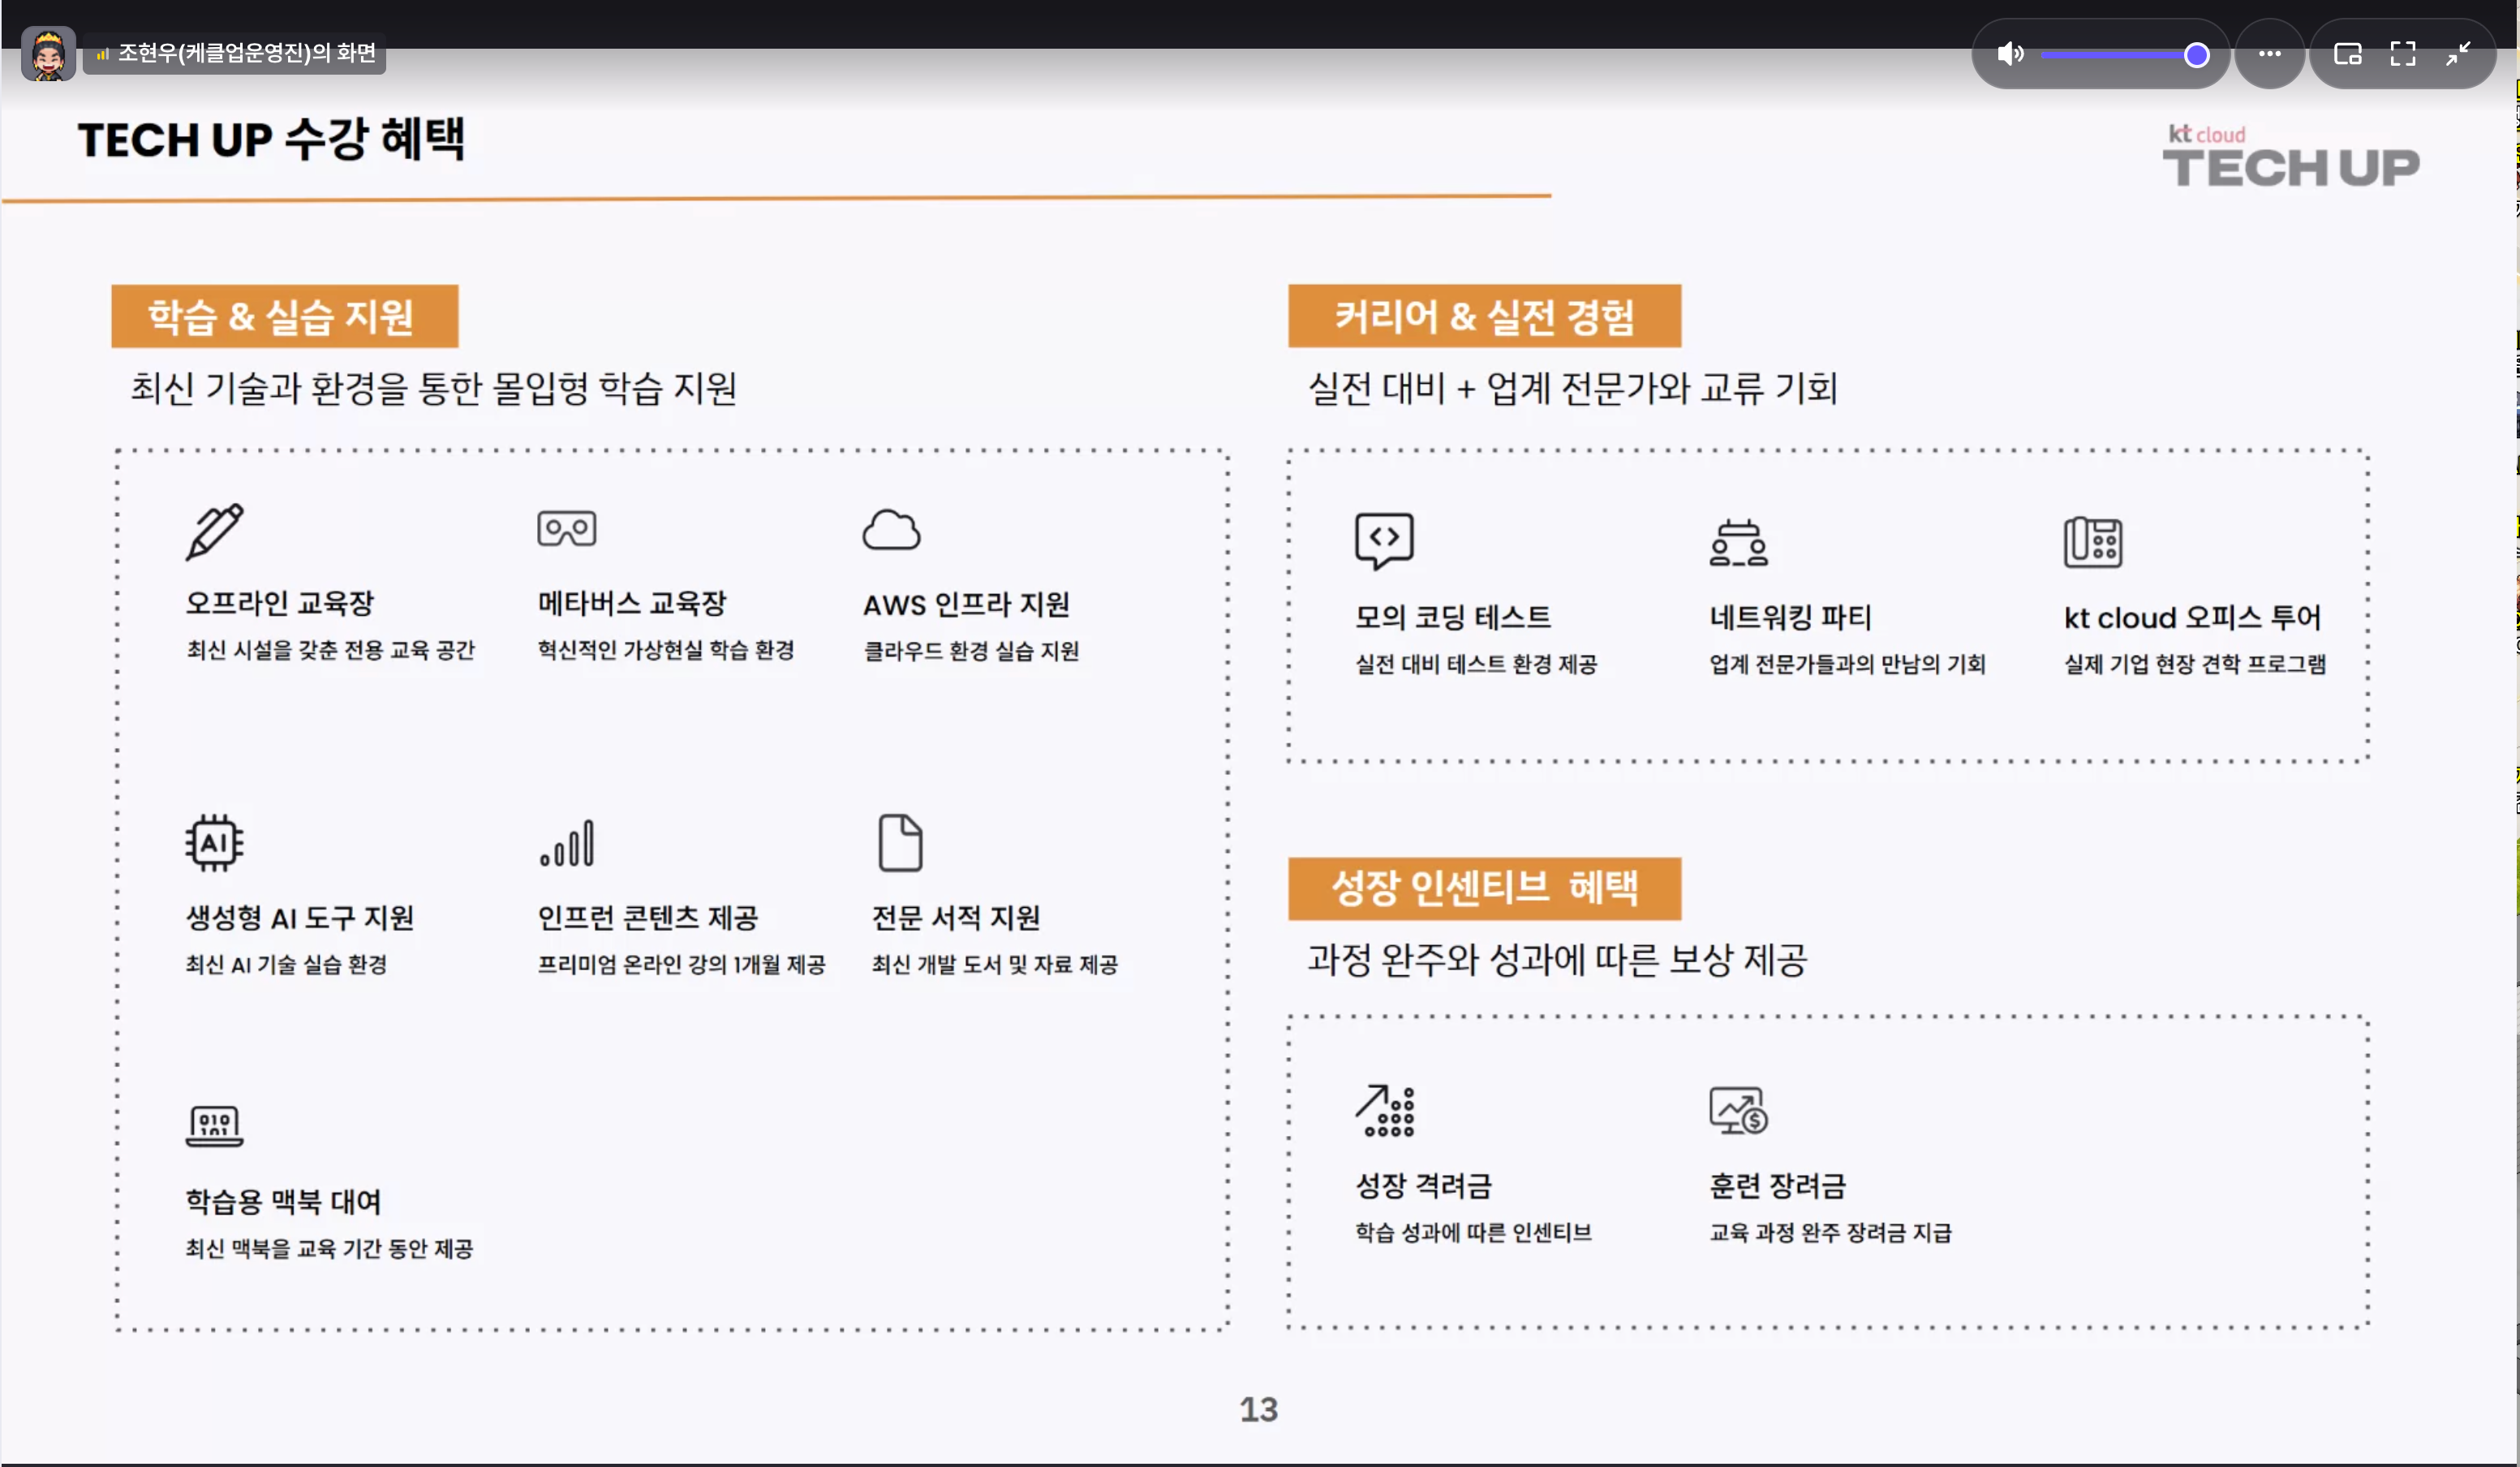 조현우(케클업운영진)의 화면
TECH UP 수강 혜택
kt cloud
TECH UP
학습 & 실습 지원
최신 기술과 환경을 통한 몰입형 학습 지원
오프라인 교육장
최신 시설을 갖춘 전용 교육 공간
메타버스 교육장
혁신적인 가상현실 학습 환경
AWS 인프라 지원
클라우드 환경 실습 지원
AI
생성형 AI 도구 지원
최신 AI 기술 실습 환경
인프런 콘텐츠 제공
프리미엄 온라인 강의 1개월 제공
전문 서적 지원
최신 개발 도서 및 자료 제공
010
101
학습용 맥북 대여
최신 맥북을 교육 기간 동안 제공
커리어 & 실전 경험
실전 대비 + 업계 전문가와 교류 기회
모의 코딩 테스트
실전 대비 테스트 환경 제공
네트워킹 파티
업계 전문가들과의 만남의 기회
kt cloud 오피스 투어
실제 기업 현장 견학 프로그램
성장 인센티브 혜택
과정 완주와 성과에 따른 보상 제공
성장 격려금
학습 성과에 따른 인센티브
$
훈련 장려금
교육 과정 완주 장려금 지급
13